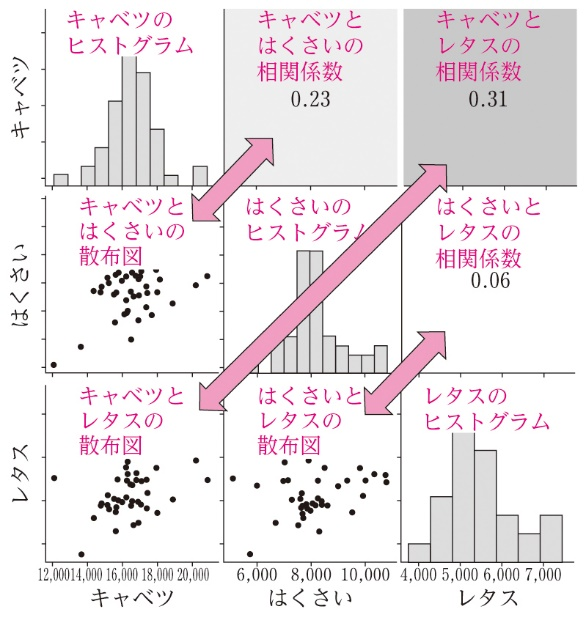 キャベツの
ヒストグラム
キャベツと
はくさいの
相関係数
0.23
キャベツと
レタスの
相関係数
0.31
キャベツ
キャベツと
はくさいの
散布図
はくさいの
ヒストグラム
はくさいと
レタスの
相関係数
0.06
はくさい
キャベツと
レタスの
散布図
はくさいと
レタスの
散布図
レタスの
ヒストグラム
レタス
12,000 14,000 16,000 18,000 20,000
6,000 8,000 10,000
4,000 5,000 6,000 7,000
キャベツ
はくさい
レタス